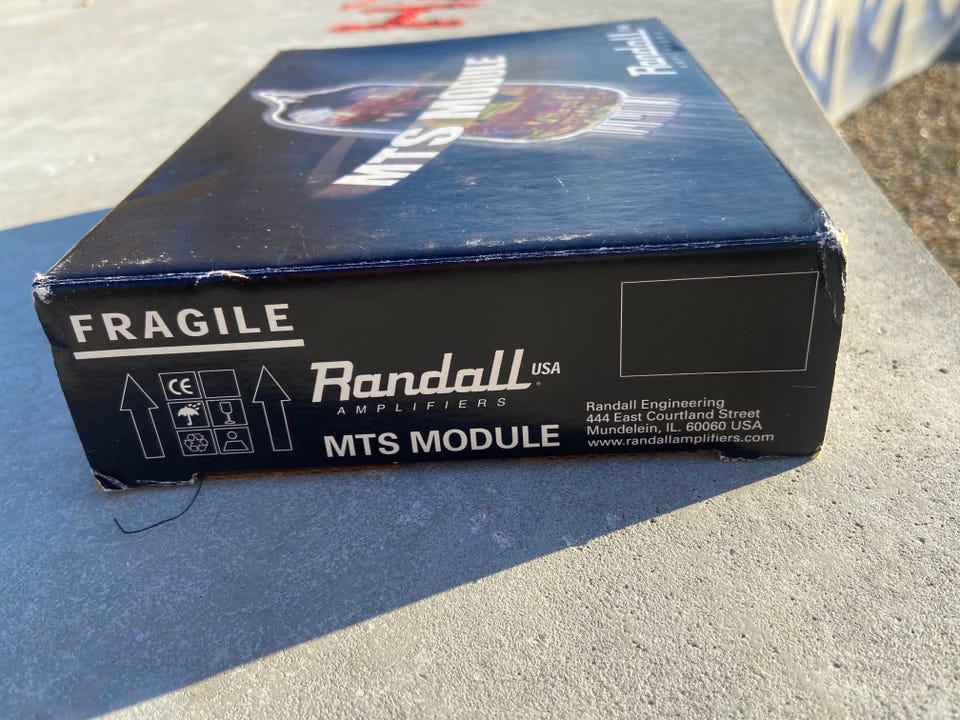 MTS MODULE
Randall
FRAGILE
CE
Randall USA
AMPLIFIERS
MTS MODULE
Randall Engineering
444 East Courtland Street
Mundelein, IL. 60060 USA
www.randallamplifiers.com